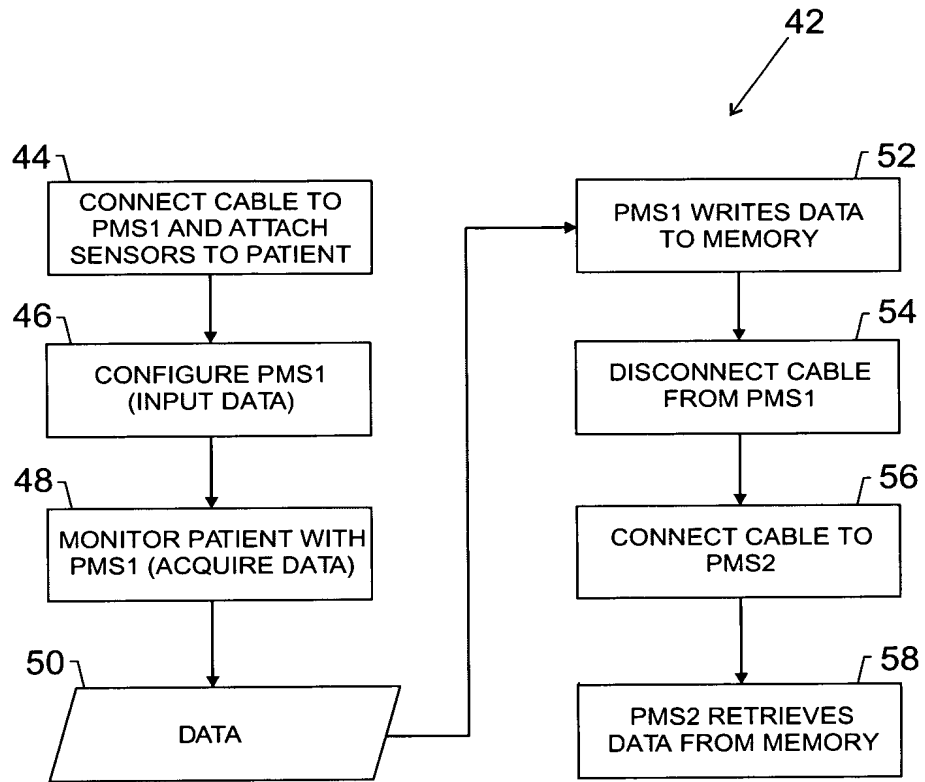 42
44
CONNECT CABLE TO
PMS1 AND ATTACH
SENSORS TO PATIENT
46
CONFIGURE PMS1
(INPUT DATA)
48
MONITOR PATIENT WITH
PMS1 (ACQUIRE DATA)
50
DATA
52
PMS1 WRITES DATA
TO MEMORY
54
DISCONNECT CABLE
FROM PMS1
56
CONNECT CABLE TO
PMS2
58
PMS2 RETRIEVES
DATA FROM MEMORY